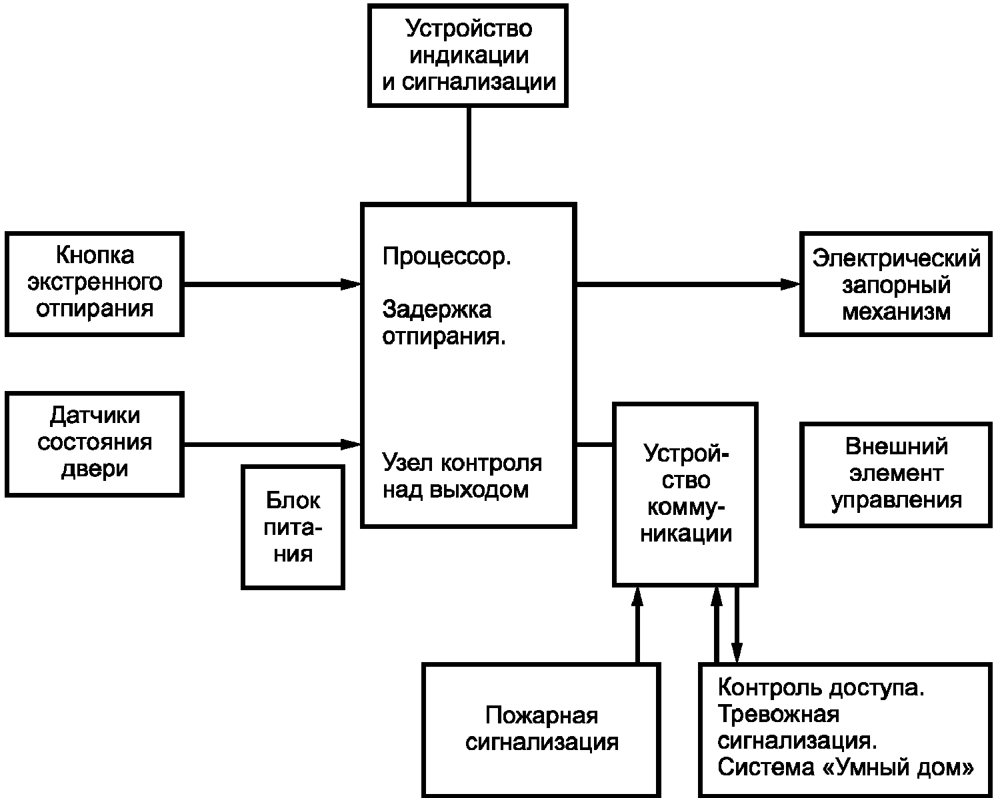 Устройство
индикации
и сигнализации
Кнопка
экстренного
отпирания
Процессор.
Задержка
отпирания.
Узел контроля
над выходом
Электрический
запорный
механизм
Датчики
состояния
двери
Блок
пита-
ния
Устрой-
ство
комму-
никации
Внешний
элемент
управления
Пожарная
сигнализация
Контроль доступа.
Тревожная
сигнализация.
Система «Умный дом»